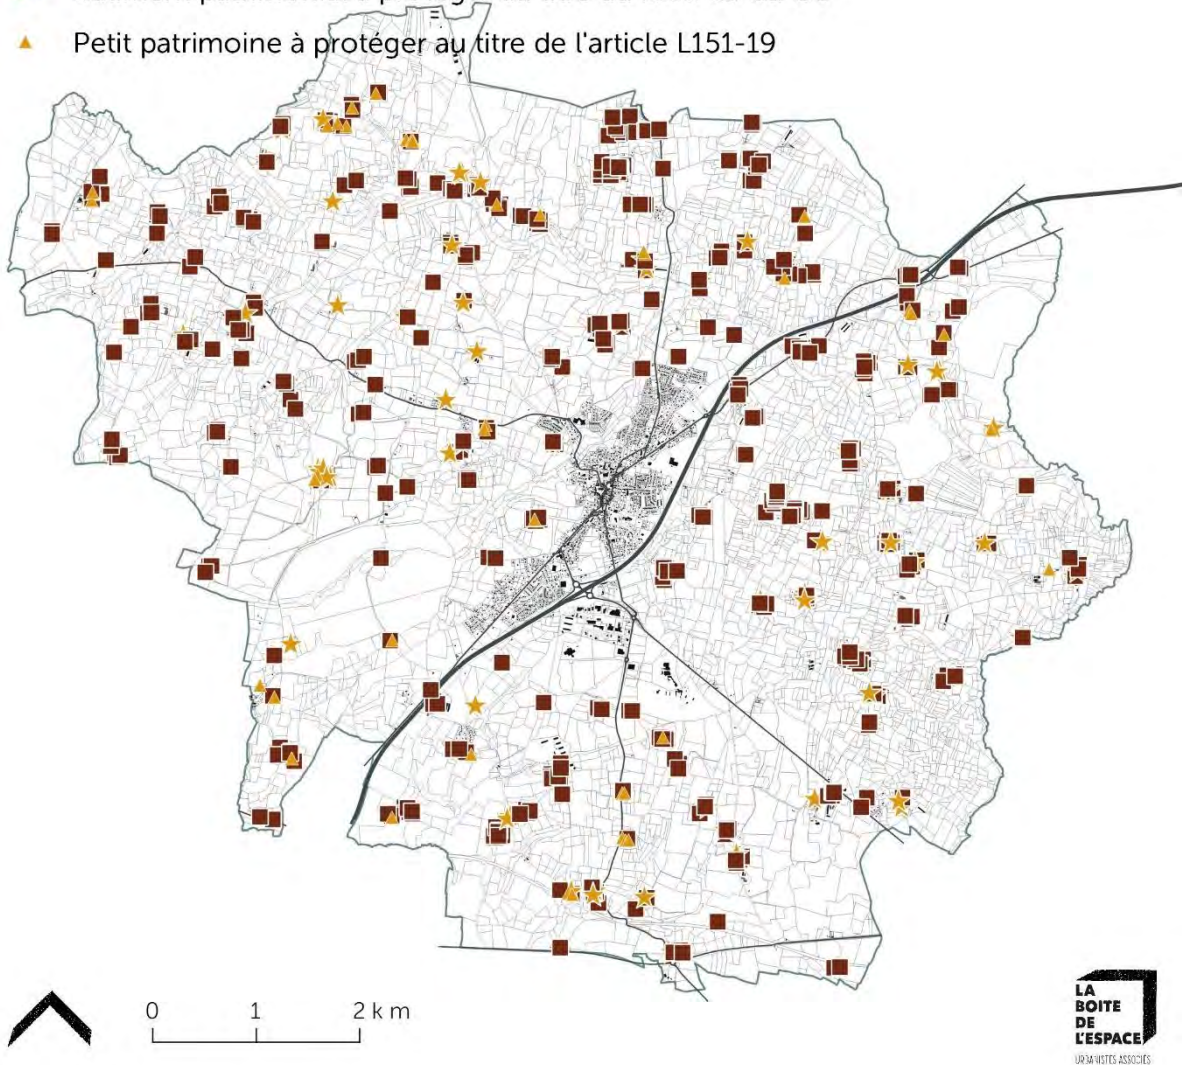 Petit patrimoine à protéger au titre de l'article L151-19
0 1 2 km
LA
BOITE
DE
L'ESPACE
URBANISTES ASSOCIÉS